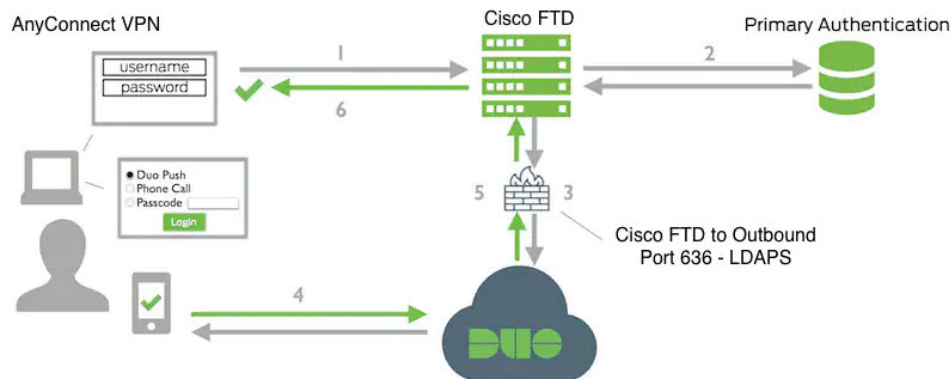 AnyConnect VPN
Cisco FTD
Primary Authentication
username
password
1
2
6
Duo Push
Phone Call
Passcode
Login
5
3
Cisco FTD to Outbound
Port 636 - LDAPS
4
DUO